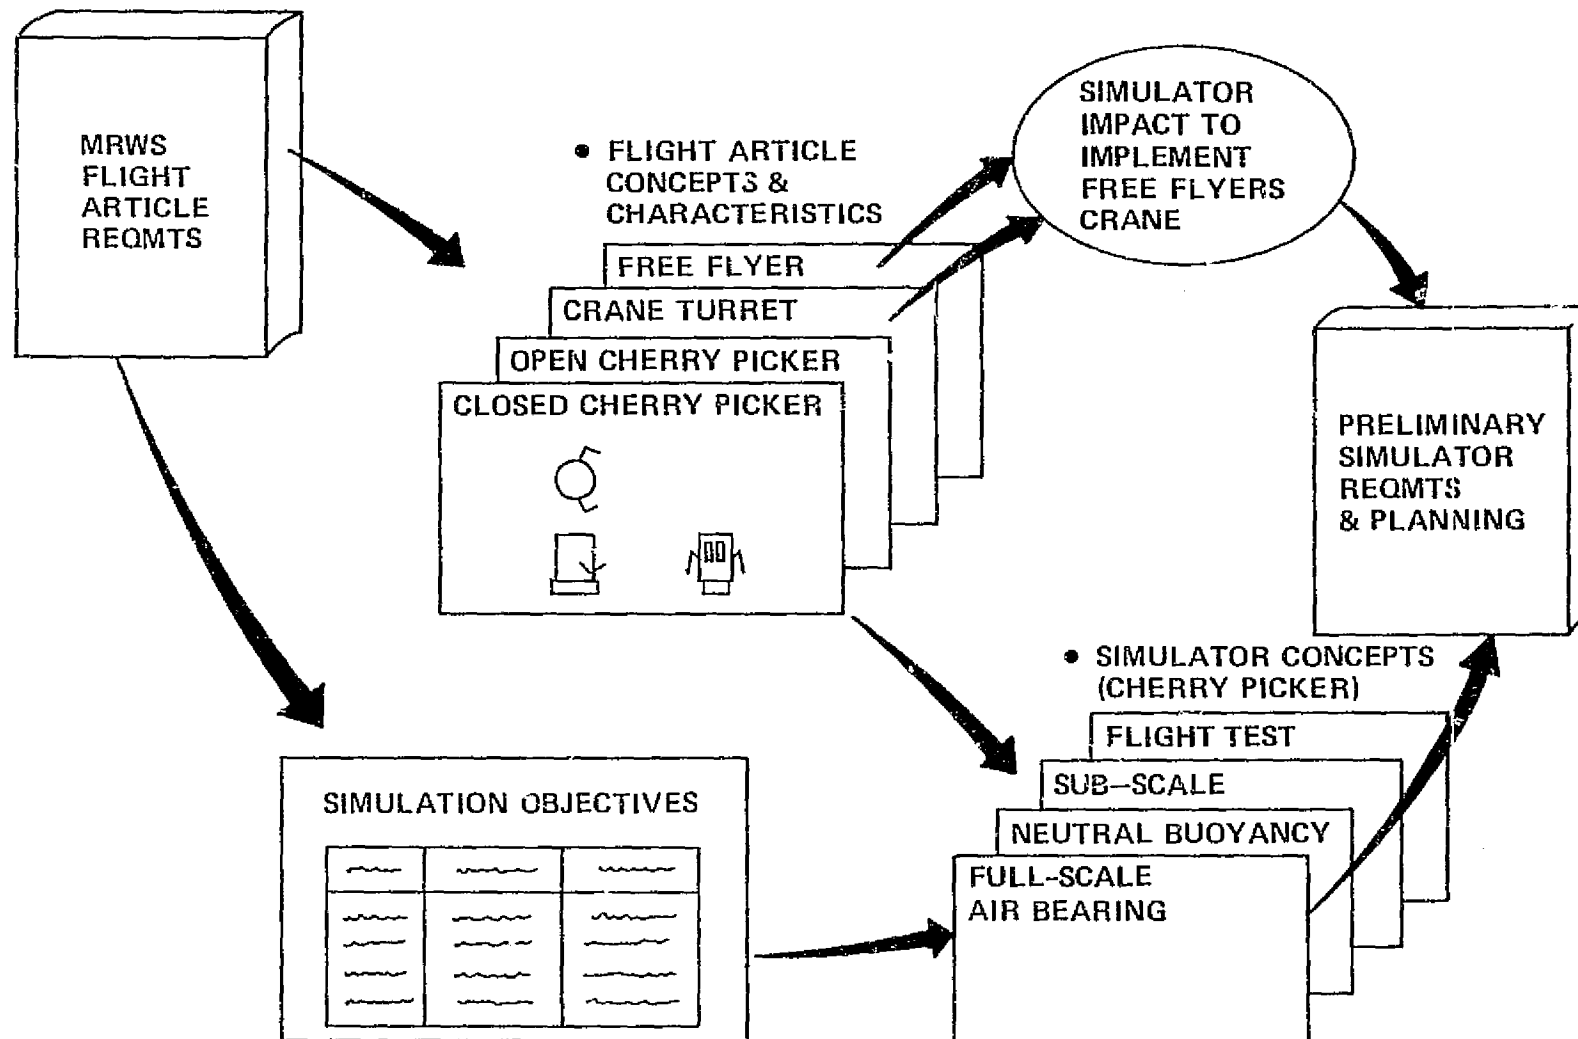 MRWS
FLIGHT
ARTICLE
REQMTS
• FLIGHT ARTICLE
CONCEPTS &
CHARACTERISTICS
FREE FLYER
CRANE TURRET
OPEN CHERRY PICKER
CLOSED CHERRY PICKER
SIMULATOR
IMPACT TO
IMPLEMENT
FREE FLYERS
CRANE
PRELIMINARY
SIMULATOR
REQMTS
& PLANNING
SIMULATION OBJECTIVES
• SIMULATOR CONCEPTS
(CHERRY PICKER)
FLIGHT TEST
SUB-SCALE
NEUTRAL BUOYANCY
FULL-SCALE
AIR BEARING